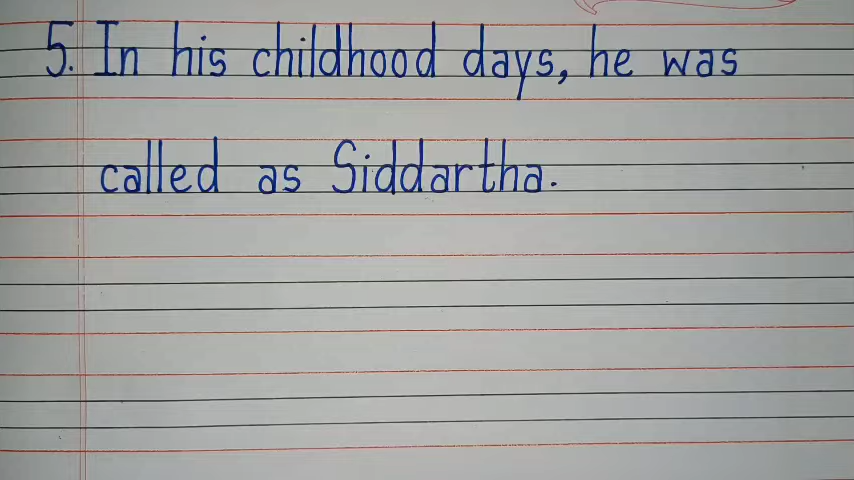 5. In his childhood days, he was
called as Siddartha.